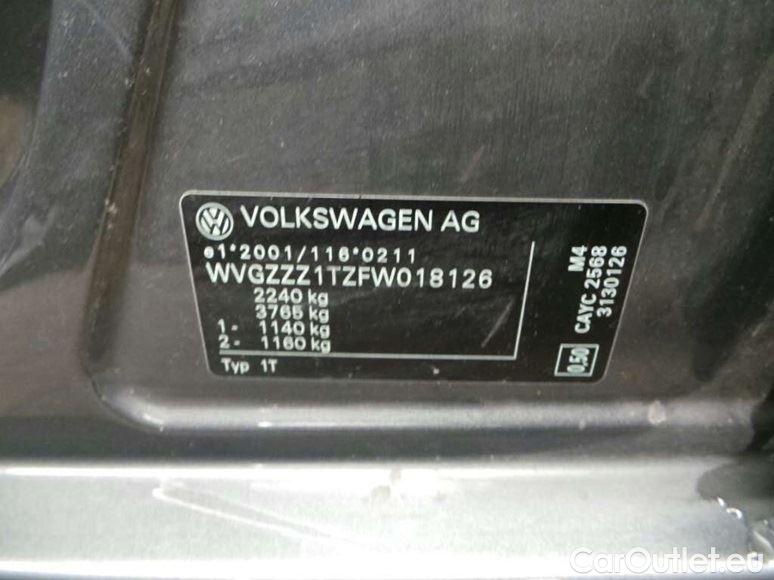 VOLKSWAGEN AG
e1*2001/116*0211
WVGZZZ1TZFW018126
2240 kg
3765 kg
1- 1140 kg
2- 1160 kg
Typ 1T
M4
CAYC 2568
3130126
0,50
CarOutlet.eu